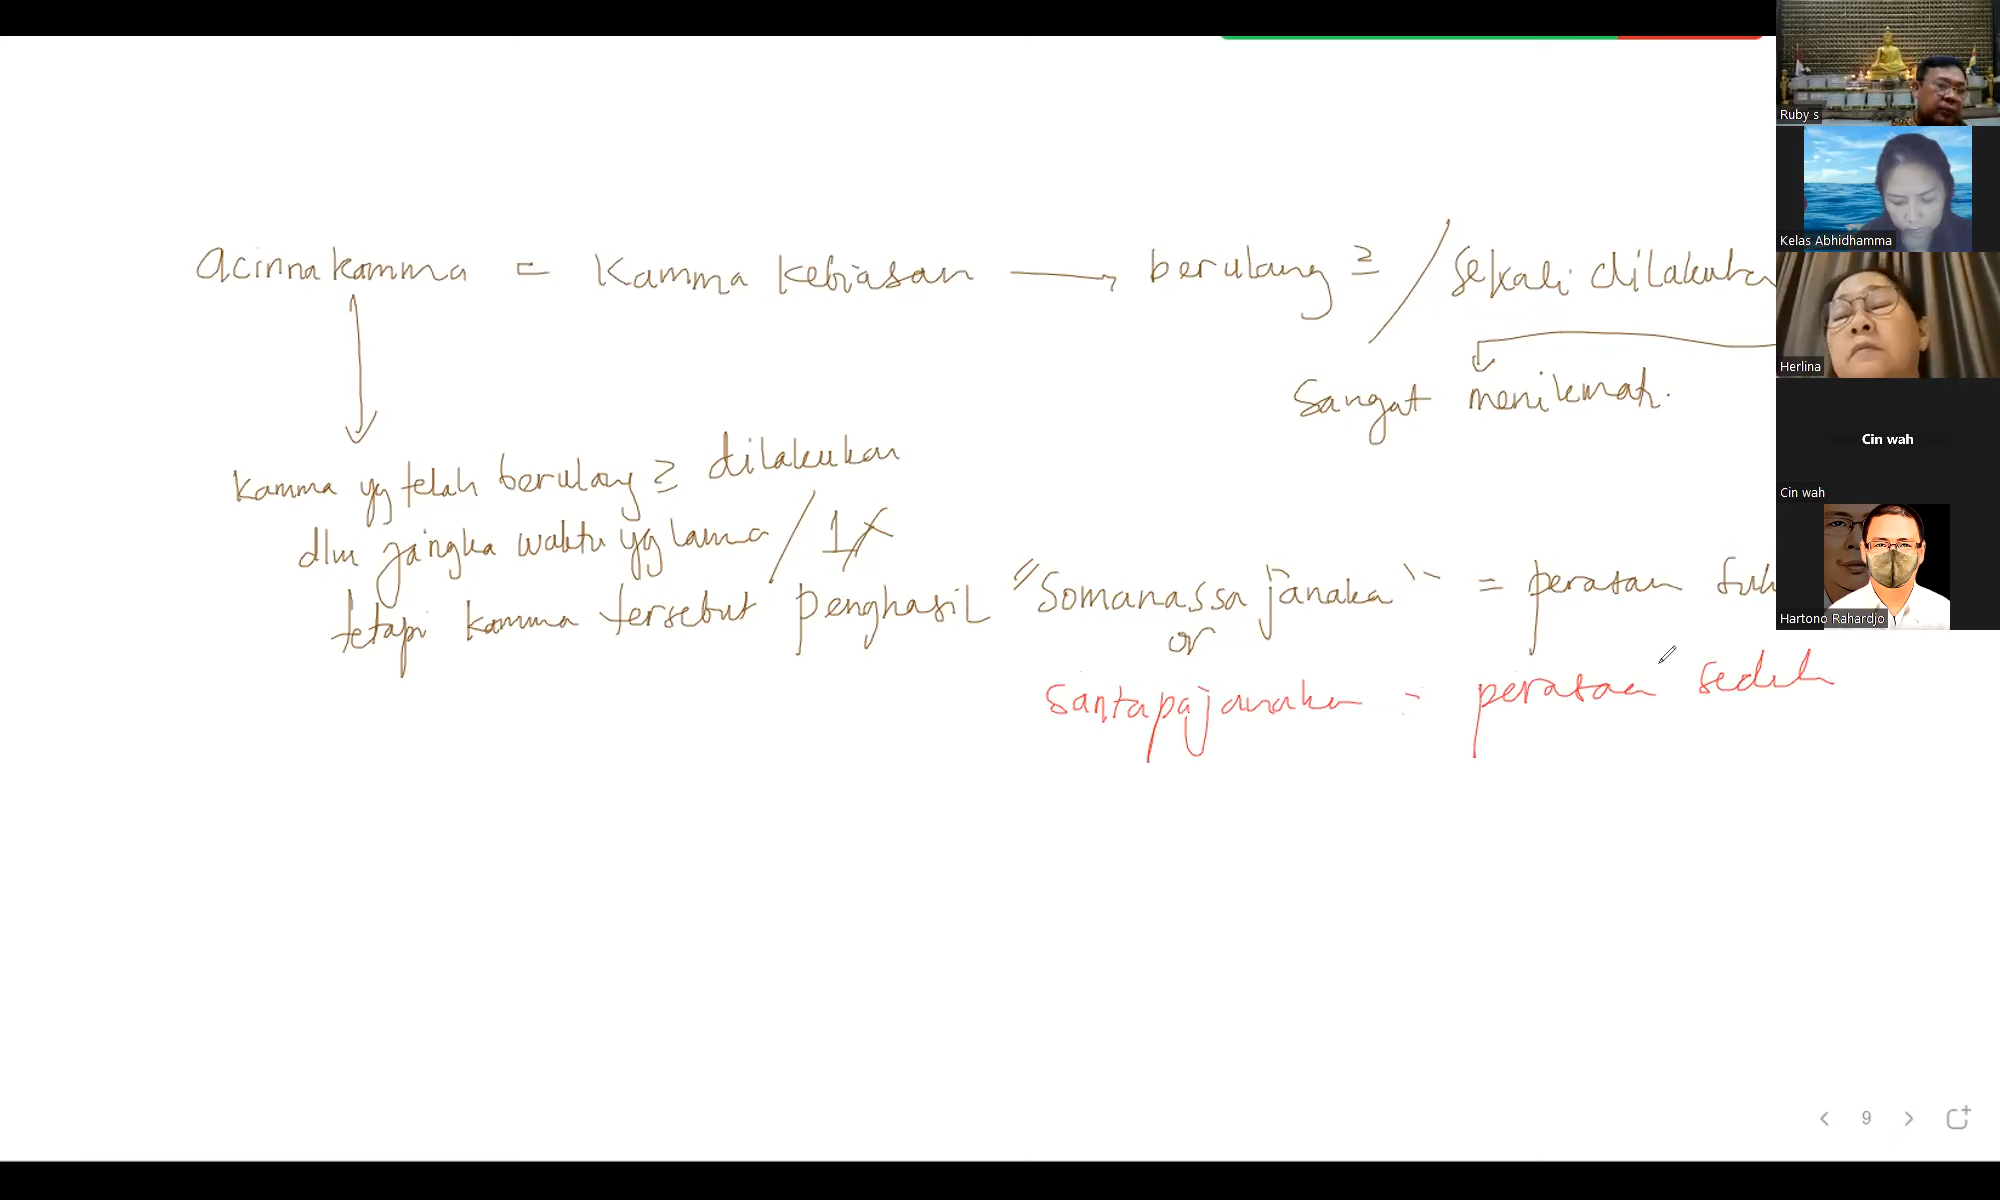 acinna kamma = Kamma kebiasan → berulang 2 / sekali dilakuka
Sangat menikmati.
Kamma yg telah berulang 2 dilakukan
dlm jangka waktu yg lama / 1x
tetapi kamma tersebut penghasil "Somanassa janaka" = perasaan suk
or
santapajanaka = perasaan sedih
Ruby s
Kelas Abhidhamma
Herlina
Cin wah
Cin wah
Hartono Rahardjo
9